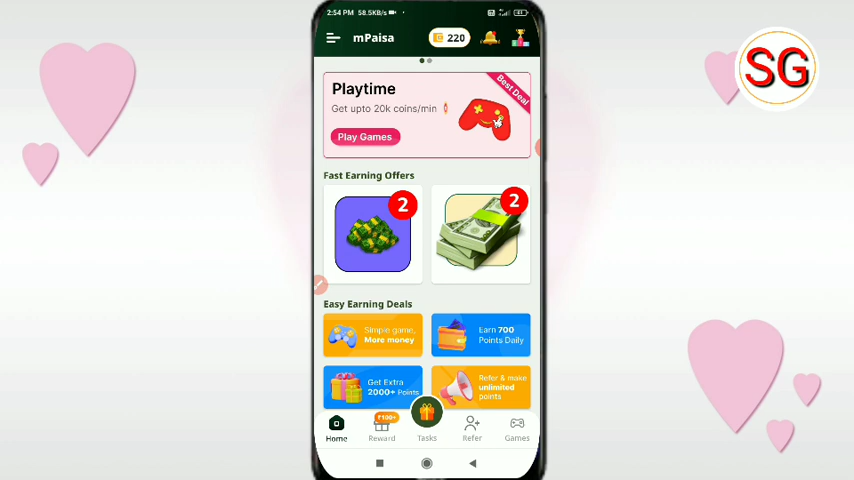 2:54 PM 58.5KB/s
mPaisa
220
SG
Playtime
Best Deal
Get upto 20k coins/min
Play Games
Fast Earning Offers
2
2
Easy Earning Deals
Simple game,
More money
Earn 700
Points Daily
Get Extra
2000+ Points
Refer & make
unlimited
points
₹100+
Home
Reward
Tasks
Refer
Games